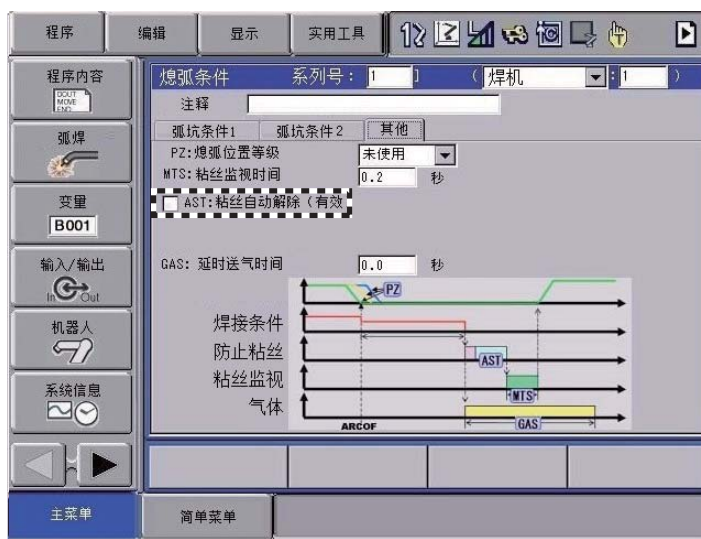 程序
编辑
显示
实用工具
程序内容
DOUT
MOVE
END
弧焊
变量
B001
输入/输出
In Out
机器人
系统信息
熄弧条件 系列号: 1 ] (焊机 : 1 )
注释 [
弧坑条件1 弧坑条件2 其他
PZ:熄弧位置等级 未使用
MTS:粘丝监视时间 0.2 秒
AST:粘丝自动解除(有效
GAS: 延时送气时间 0.0 秒
PZ
焊接条件
防止粘丝
AST
粘丝监视
MTS
气体
GAS
ARCOF
主菜单
简单菜单